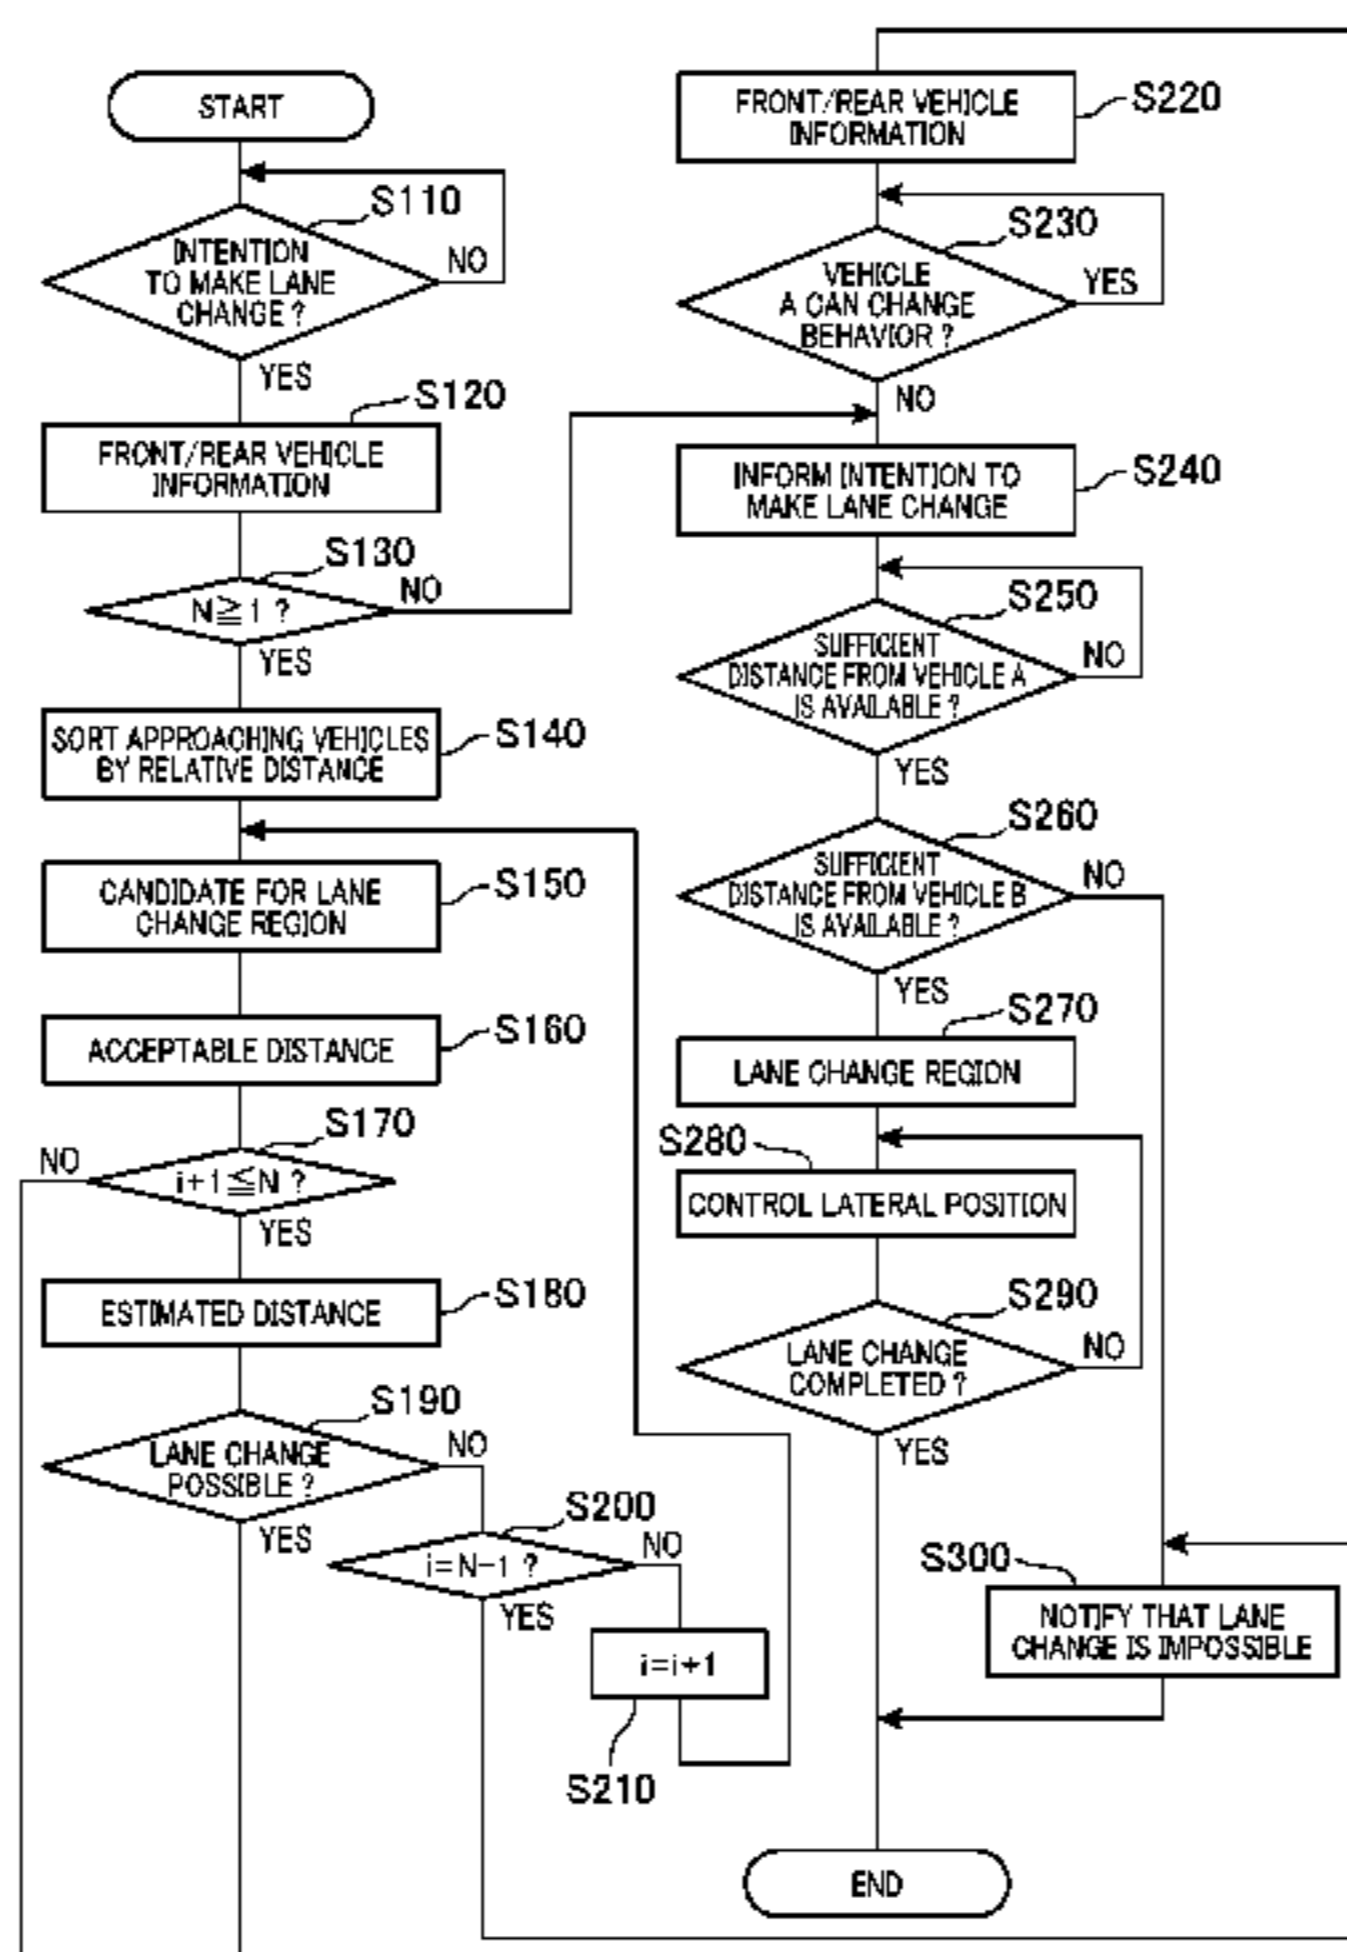 START
S110
INTENTION
TO MAKE LANE
CHANGE ?
NO
YES
S120
FRONT/REAR VEHICLE
INFORMATION
S130
N≧1 ?
NO
YES
SORT APPROACHING VEHICLES
BY RELATIVE DISTANCE
S140
CANDIDATE FOR LANE
CHANGE REGION
S150
ACCEPTABLE DISTANCE
S160
S170
NO
i+1≦N ?
YES
ESTIMATED DISTANCE
S180
S190
LANE CHANGE
POSSIBLE ?
NO
YES
S200
i=N-1 ?
NO
YES
i=i+1
S210
FRONT/REAR VEHICLE
INFORMATION
S220
S230
VEHICLE
A CAN CHANGE
BEHAVIOR ?
YES
NO
INFORM INTENTION TO
MAKE LANE CHANGE
S240
S250
SUFFICIENT
DISTANCE FROM VEHICLE A
IS AVAILABLE ?
NO
YES
S260
SUFFICIENT
DISTANCE FROM VEHICLE B
IS AVAILABLE ?
NO
YES
S270
LANE CHANGE REGION
S280
CONTROL LATERAL POSITION
S290
LANE CHANGE
COMPLETED ?
NO
YES
S300
NOTIFY THAT LANE
CHANGE IS IMPOSSIBLE
END